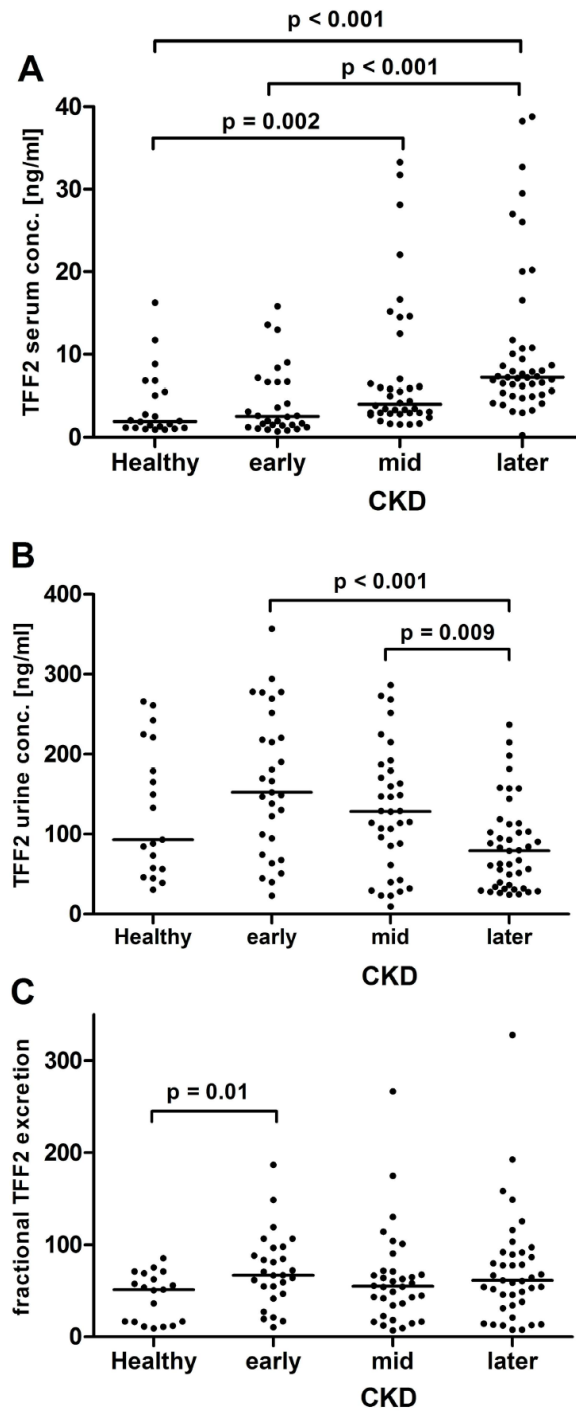 p < 0.001
A
p < 0.001
p = 0.002
TFF2 serum conc. [ng/ml]
40
30
20
10
0
Healthy early mid later
CKD
B
p < 0.001
p = 0.009
TFF2 urine conc. [ng/ml]
400
300
200
100
0
Healthy early mid later
CKD
C
p = 0.01
fractional TFF2 excretion
300
200
100
0
Healthy early mid later
CKD